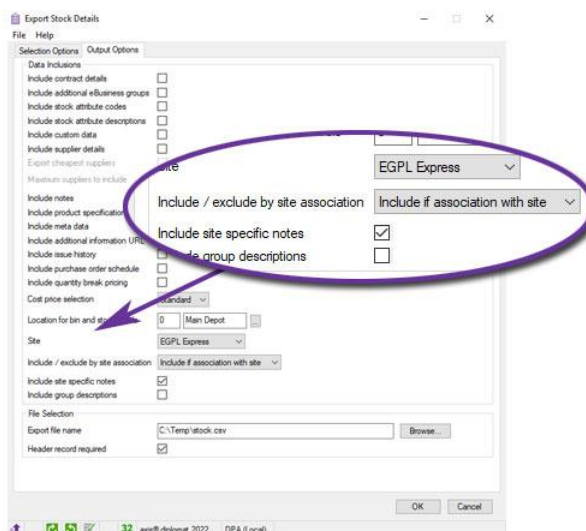 Export Stock Details
File Help
Selection Options Output Options
Data Inclusions
Include contract details
Include additional eBusiness groups
Include stock attribute codes
Include stock attribute descriptions
Include custom data
Include supplier details
Export cheapest suppliers
Maximum suppliers to include
Include notes
Include product specification
Include meta data
Include additional information URL
Include issue history
Include purchase order schedule
Include quantity break pricing
Cost price selection Standard
Location for bin and 0 Main Depot ...
Site EGPL Express
Include / exclude by site association Include if association with site
Include site specific notes
Include group descriptions
File Selection
Export file name C:\Temp\stock.csv Browse...
Header record required
OK Cancel
32 axis diplomat 2022 DPA (Local)
Site EGPL Express
Include / exclude by site association Include if association with site
Include site specific notes
group descriptions